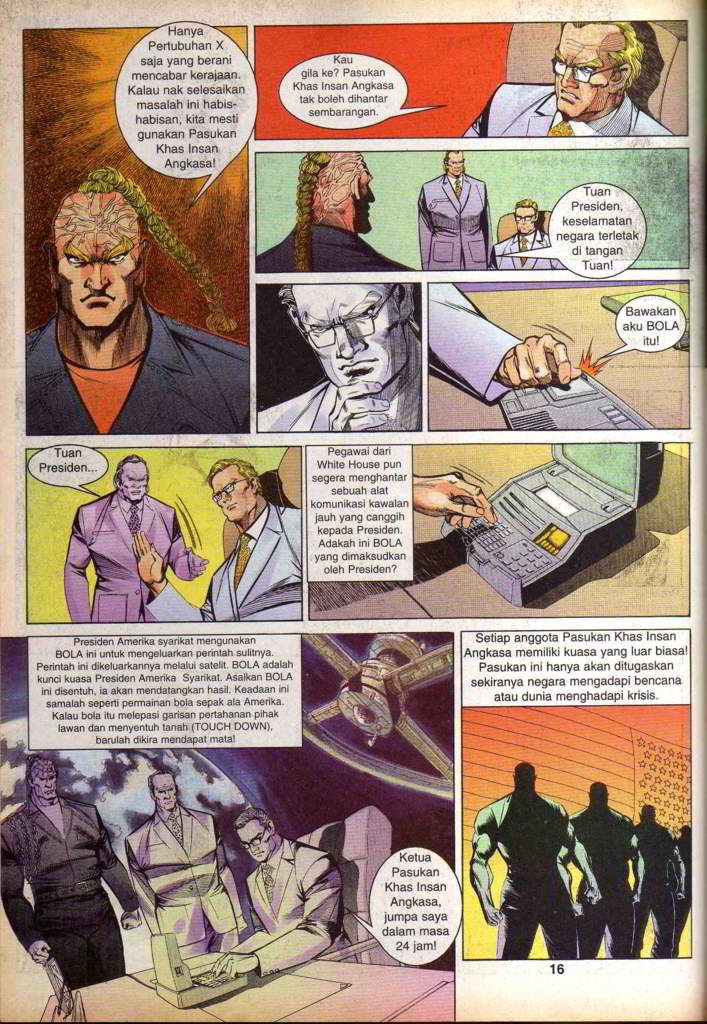 Hanya
Pertubuhan X
saja yang berani
mencabar kerajaan.
Kalau nak selesaikan
masalah ini habis-
habisan, kita mesti
gunakan Pasukan
Khas Insan
Angkasa!
Kau
gila ke? Pasukan
Khas Insan Angkasa
tak boleh dihantar
sembarangan.
Tuan
Presiden,
keselamatan
negara terletak
di tangan
Tuan!
Bawakan
aku BOLA
itu!
Tuan
Presiden...
Pegawai dari
White House pun
segera menghantar
sebuah alat
komunikasi kawalan
jauh yang canggih
kepada Presiden.
Adakah ini BOLA
yang dimaksudkan
oleh Presiden?
Presiden Amerika syarikat mengunakan
BOLA ini untuk mengeluarkan perintah sulitnya.
Perintah ini dikeluarkannya melalui satelit. BOLA adalah
kunci kuasa Presiden Amerika Syarikat. Asalkan BOLA
ini disentuh, ia akan mendatangkan hasil. Keadaan ini
samalah seperti permainan bola sepak ala Amerika.
Kalau bola itu melepasi garisan pertahanan pihak
lawan dan menyentuh tanah (TOUCH DOWN),
barulah dikira mendapat mata!
Ketua
Pasukan
Khas Insan
Angkasa,
jumpa saya
dalam masa
24 jam!
Setiap anggota Pasukan Khas Insan
Angkasa memiliki kuasa yang luar biasa!
Pasukan ini hanya akan ditugaskan
sekiranya negara mengadapi bencana
atau dunia menghadapi krisis.
16